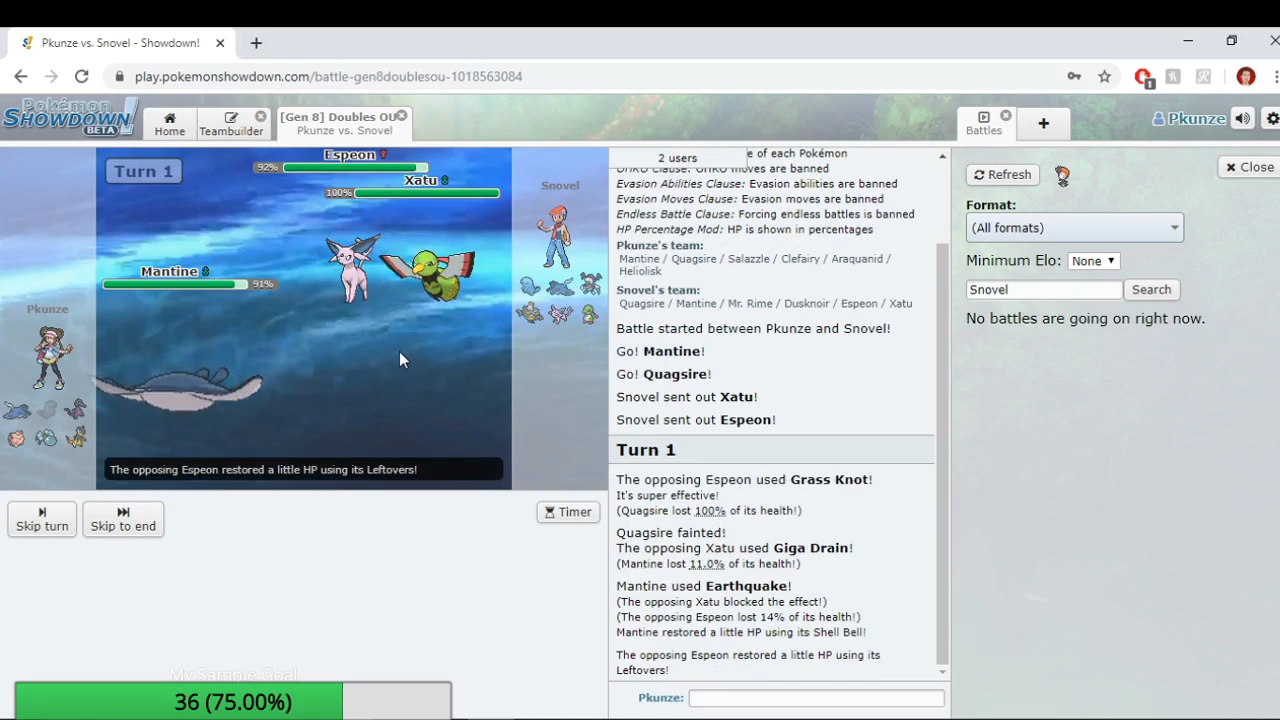 Pkunze vs. Snovel - Showdown!
play.pokemonshowdown.com/battle-gen8doublesou-1018563084
1
Pokémon
SHOWDOWN!
BETA
Home
Teambuilder
[Gen 8] Doubles OU
Pkunze vs. Snovel
Battles
Pkunze
Turn 1
Espeon
92%
Xatu
100%
Mantine
91%
Pkunze
Snovel
The opposing Espeon restored a little HP using its Leftovers!
Skip turn
Skip to end
Timer
2 users
e of each Pokémon
OHKO Clause: OHKO moves are banned
Evasion Abilities Clause: Evasion abilities are banned
Evasion Moves Clause: Evasion moves are banned
Endless Battle Clause: Forcing endless battles is banned
HP Percentage Mod: HP is shown in percentages
Pkunze's team:
Mantine / Quagsire / Salazzle / Clefairy / Araquanid /
Heliolisk
Snovel's team:
Quagsire / Mantine / Mr. Rime / Dusknoir / Espeon / Xatu
Battle started between Pkunze and Snovel!
Go! Mantine!
Go! Quagsire!
Snovel sent out Xatu!
Snovel sent out Espeon!
Turn 1
The opposing Espeon used Grass Knot!
It's super effective!
(Quagsire lost 100% of its health!)
Quagsire fainted!
The opposing Xatu used Giga Drain!
(Mantine lost 11.0% of its health!)
Mantine used Earthquake!
(The opposing Xatu blocked the effect!)
(The opposing Espeon lost 14% of its health!)
Mantine restored a little HP using its Shell Bell!
The opposing Espeon restored a little HP using its
Leftovers!
Pkunze:
Refresh
Close
Format:
(All formats)
Minimum Elo: None
Snovel
Search
No battles are going on right now.
My Sample Goal
36 (75.00%)